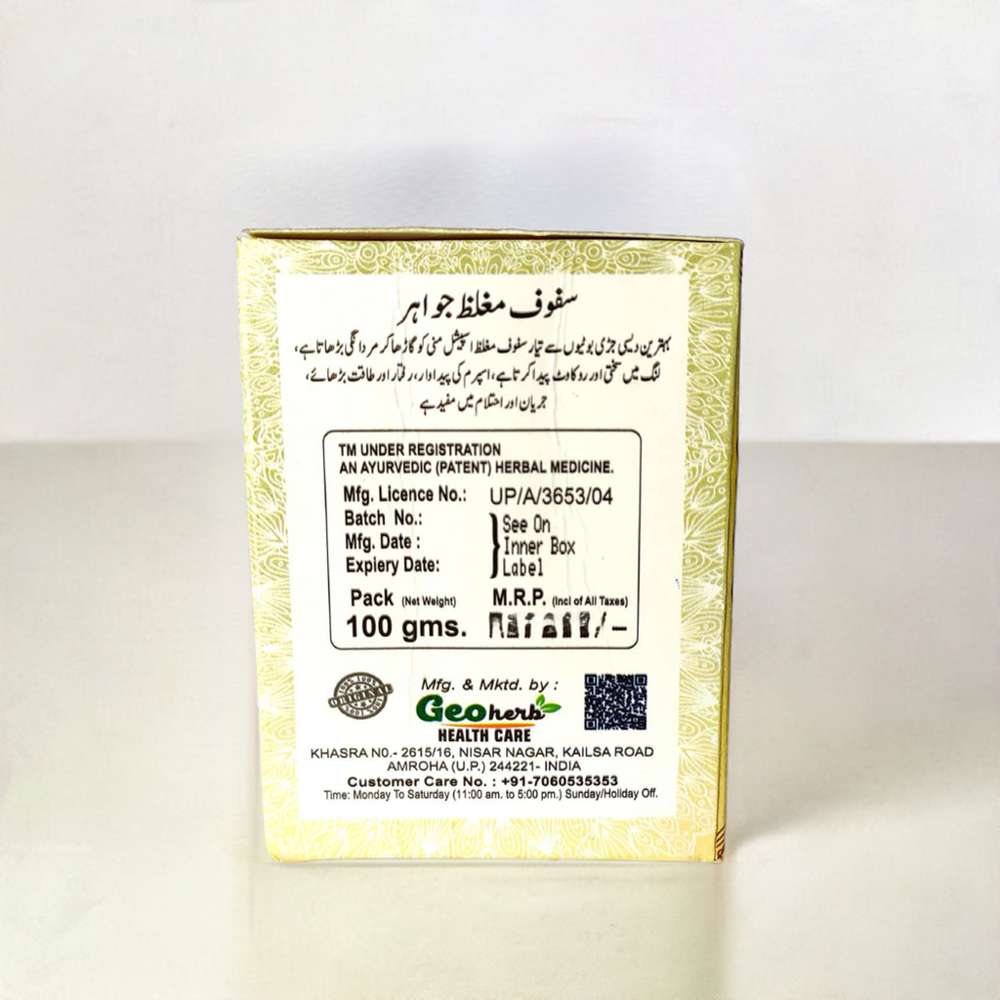 سفوف مغلظ جواہر
بہترین دیسی جڑی بوٹیوں سے تیار سفوف مغلظ اسپیشل منی کو گاڑھا کر مردانگی بڑھاتا ہے،
لنگ میں سختی اور روکاوٹ پیدا کرتا ہے، اسپرم کی پیداوار، رفتار اور طاقت بڑھائے،
جریان اور احتلام میں مفید ہے
TM UNDER REGISTRATION
AN AYURVEDIC (PATENT) HERBAL MEDICINE.
Mfg. Licence No.: UP/A/3653/04
Batch No.: See On
Mfg. Date : Inner Box
Expiery Date: Label
Pack (Net Weight) M.R.P. (Incl of All Taxes)
100 gms. /–
100% 100%
ORIGINAL
Mfg. & Mktd. by :
Geoherb
HEALTH CARE
KHASRA N0.- 2615/16, NISAR NAGAR, KAILSA ROAD
AMROHA (U.P.) 244221- INDIA
Customer Care No. : +91-7060535353
Time: Monday To Saturday (11:00 am. to 5:00 pm.) Sunday/Holiday Off.